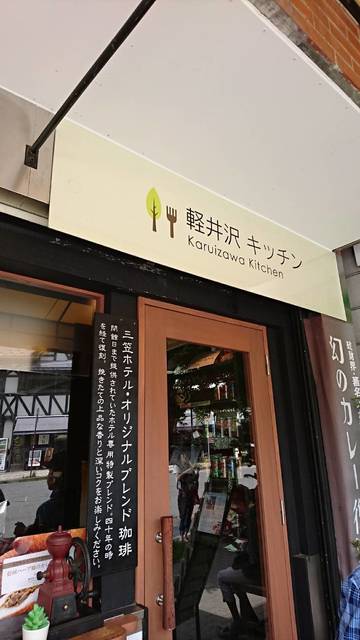 軽井沢 キッチン
Karuizawa Kitchen
三笠ホテル・オリジナルブレンド 珈琲
閉館日まで提供されていたホテル専用特製ブレンド。四十年の時
を経て復刻。挽きたての上品な香りと深いコクをお楽しみください。
幻のカレー